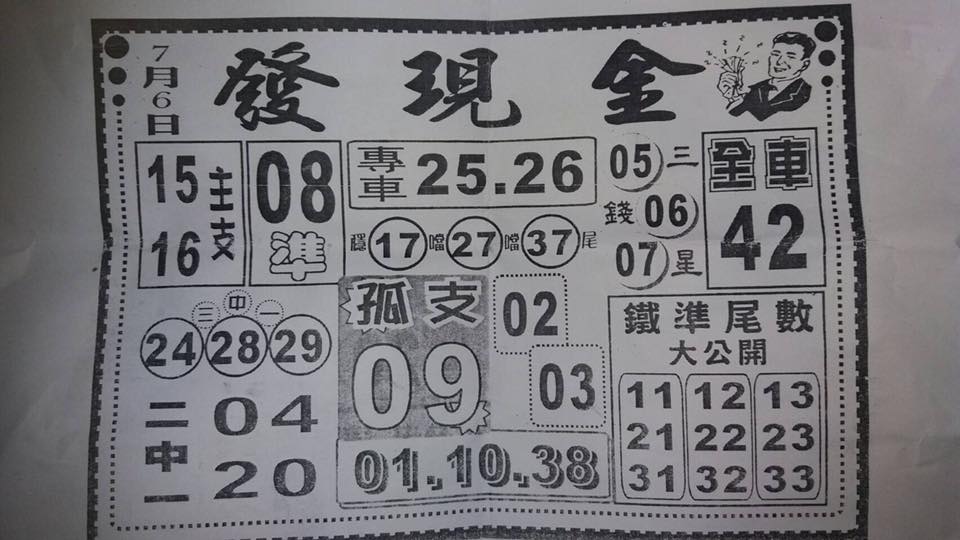 7月6日
發現金
15 主支
16
08
準
專車 25.26
穩 17 噹 27 噹 37 尾
05 三
錢 06
07 星
全車
42
三中一
24 28 29
二中一
04
20
孤支
09
02
03
01.10.38
鐵準尾數
大公開
11 12 13
21 22 23
31 32 33